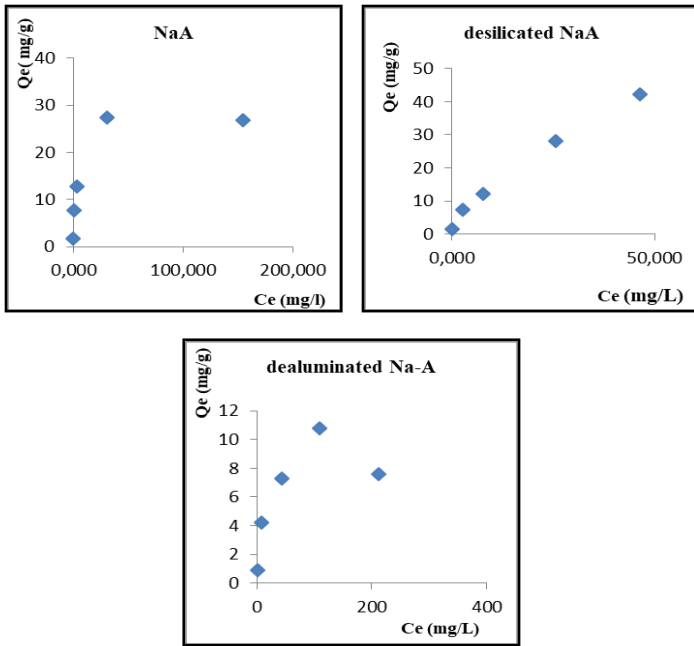 NaA
Qe( mg/g)
40
30
20
10
0
0,000 100,000 200,000
Ce (mg/l)
desilicated NaA
Qe (mg/g)
50
40
30
20
10
0
0,000 50,000
Ce (mg/L)
dealuminated Na-A
Qe (mg/g)
12
10
8
6
4
2
0
0 200 400
Ce (mg/L)